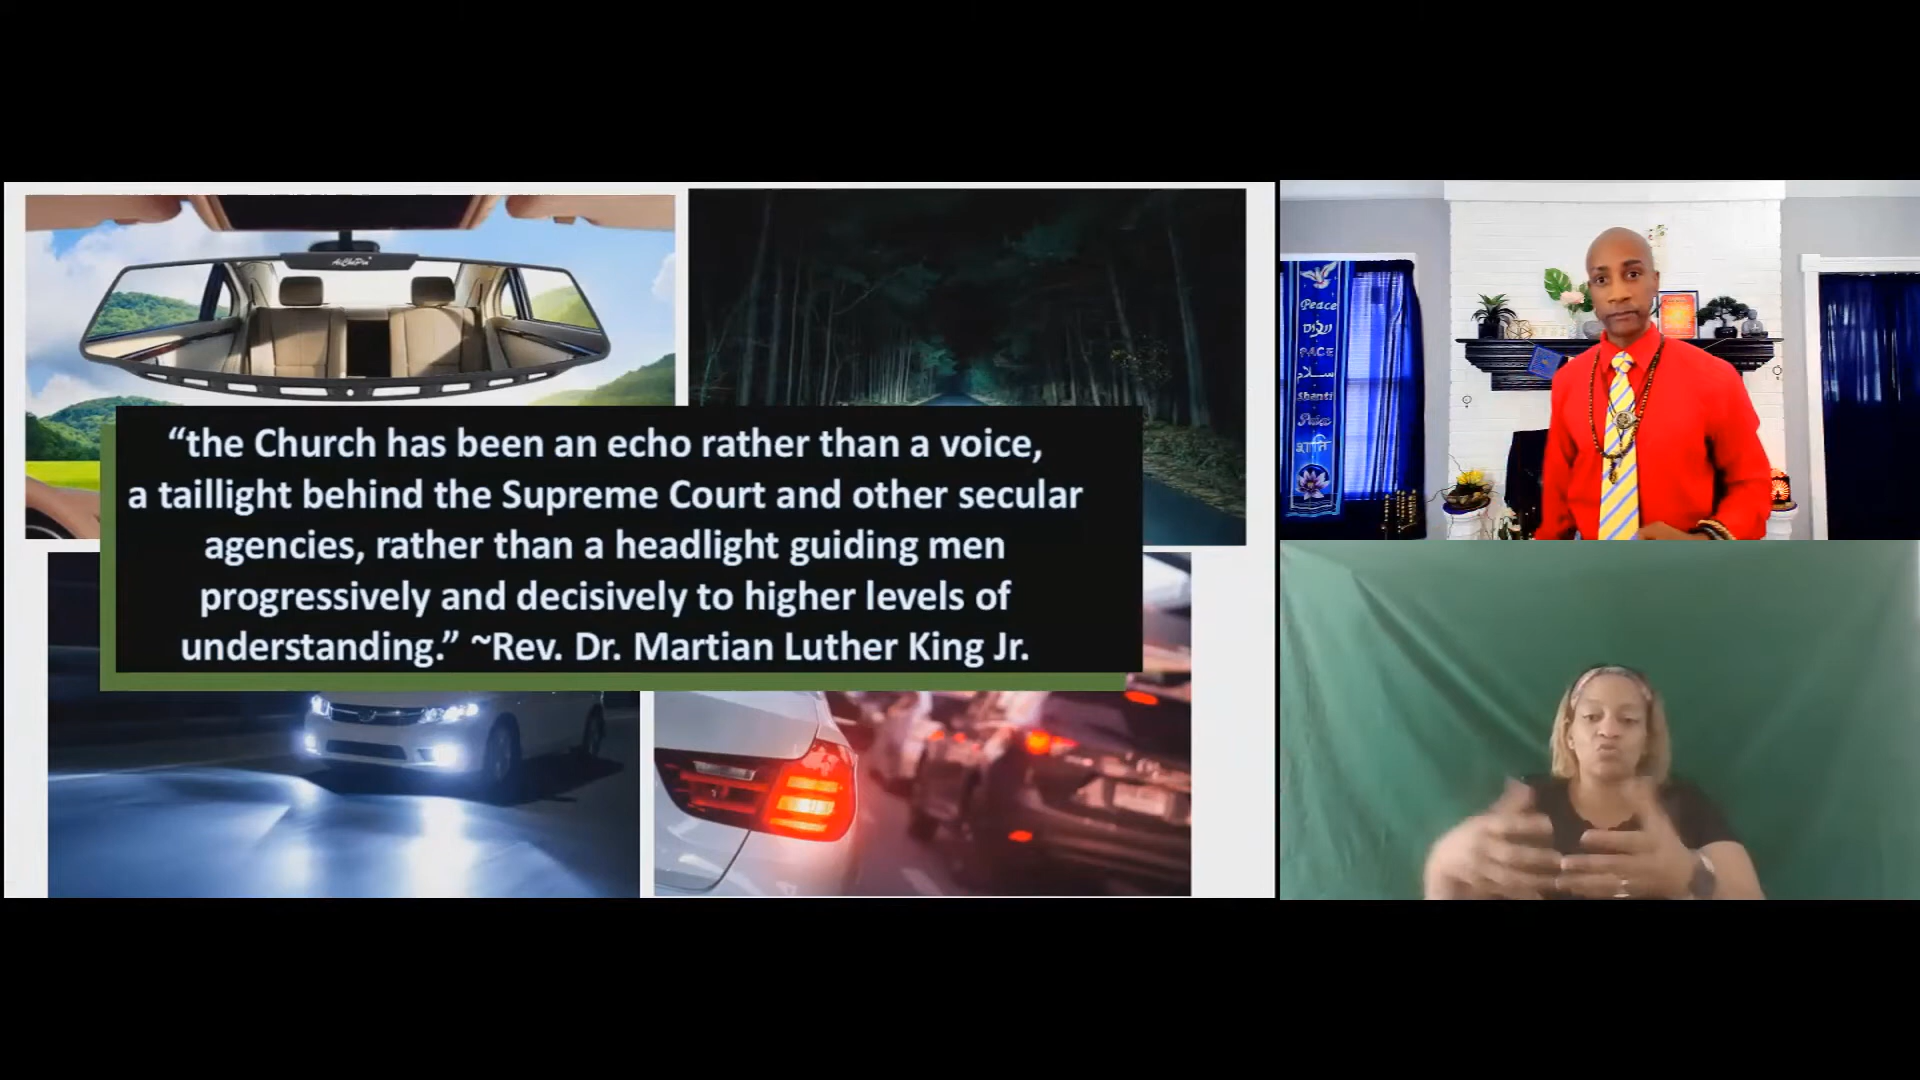 “the Church has been an echo rather than a voice,
a taillight behind the Supreme Court and other secular
agencies, rather than a headlight guiding men
progressively and decisively to higher levels of
understanding.” ~Rev. Dr. Martian Luther King Jr.
Peace
PACE
سلام
Shanti